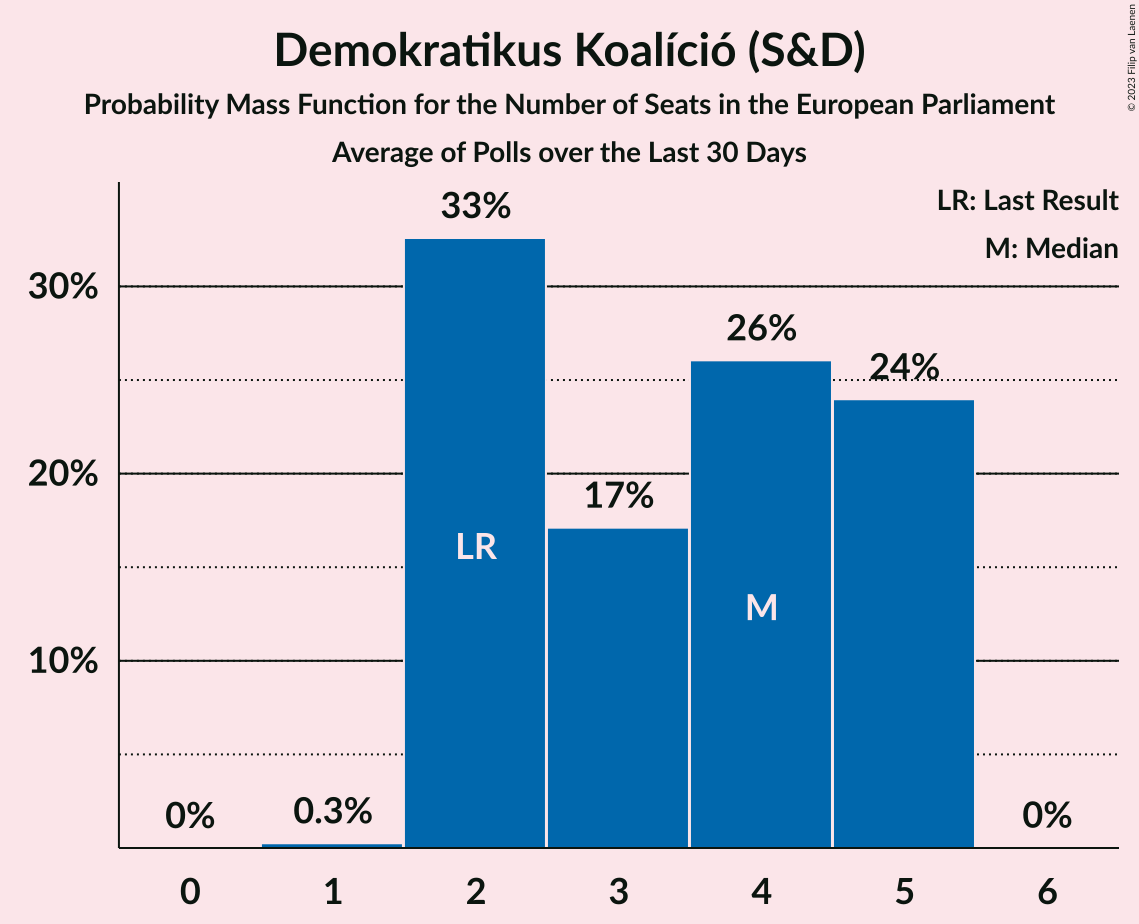 Demokratikus Koalíció (S&D)
Probability Mass Function for the Number of Seats in the European Parliament
Average of Polls over the Last 30 Days
© 2023 Filip van Laenen
LR: Last Result
M: Median
33%
30%
26%
24%
20%
17%
LR
M
10%
0%
0.3%
0%
0 1 2 3 4 5 6